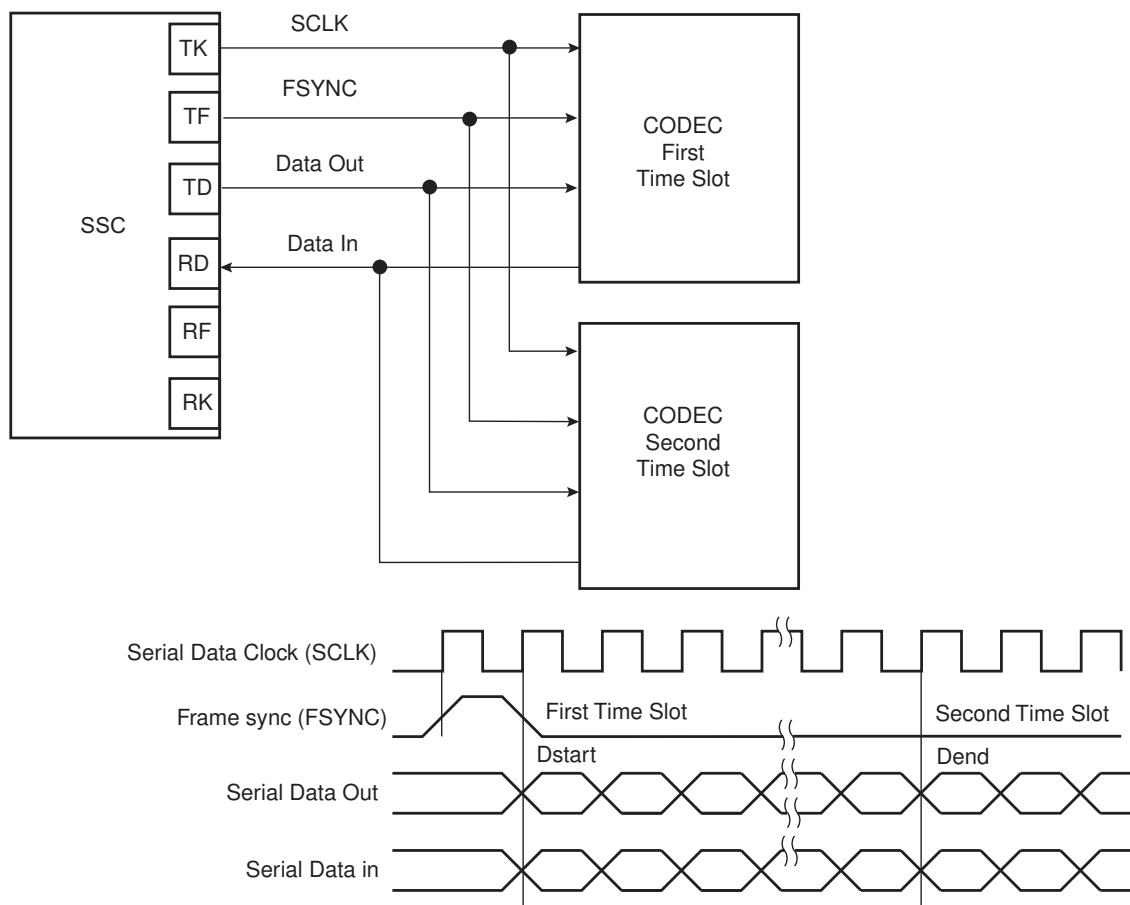 SCLK
TK
FSYNC
TF
CODEC
First
Time Slot
Data Out
TD
SSC
Data In
RD
RF
RK
CODEC
Second
Time Slot
Serial Data Clock (SCLK)
Frame sync (FSYNC)
First Time Slot
Second Time Slot
Dstart
Dend
Serial Data Out
Serial Data in